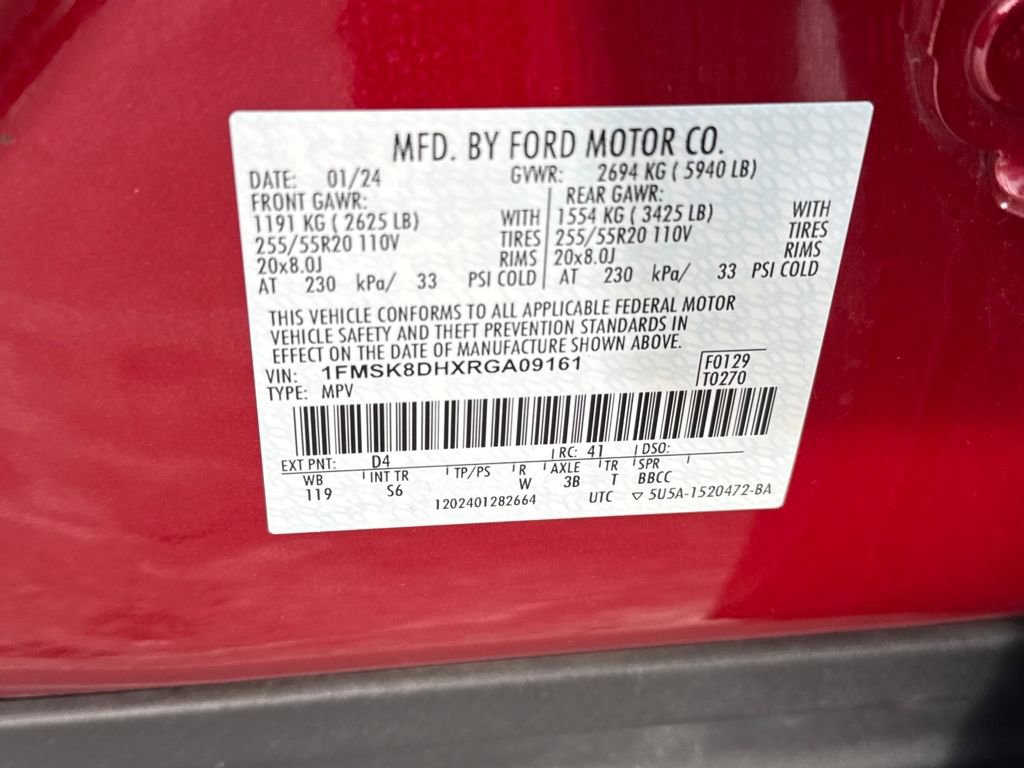 MFD. BY FORD MOTOR CO.
DATE: 01/24 GVWR: 2694 KG ( 5940 LB)
FRONT GAWR: REAR GAWR:
1191 KG ( 2625 LB) WITH 1554 KG ( 3425 LB) WITH
255/55R20 110V TIRES 255/55R20 110V TIRES
20x8.0J RIMS 20x8.0J RIMS
AT 230 kPa/ 33 PSI COLD AT 230 kPa/ 33 PSI COLD
THIS VEHICLE CONFORMS TO ALL APPLICABLE FEDERAL MOTOR
VEHICLE SAFETY AND THEFT PREVENTION STANDARDS IN
EFFECT ON THE DATE OF MANUFACTURE SHOWN ABOVE.
VIN: 1FMSK8DHXRGA09161 F0129
TYPE: MPV T0270
EXT PNT: D4 RC: 41 DSO:
WB INT TR TP/PS R AXLE TR SPR
119 S6 W 3B T BBCC
1202401282664 UTC ▽ 5U5A-1520472-BA